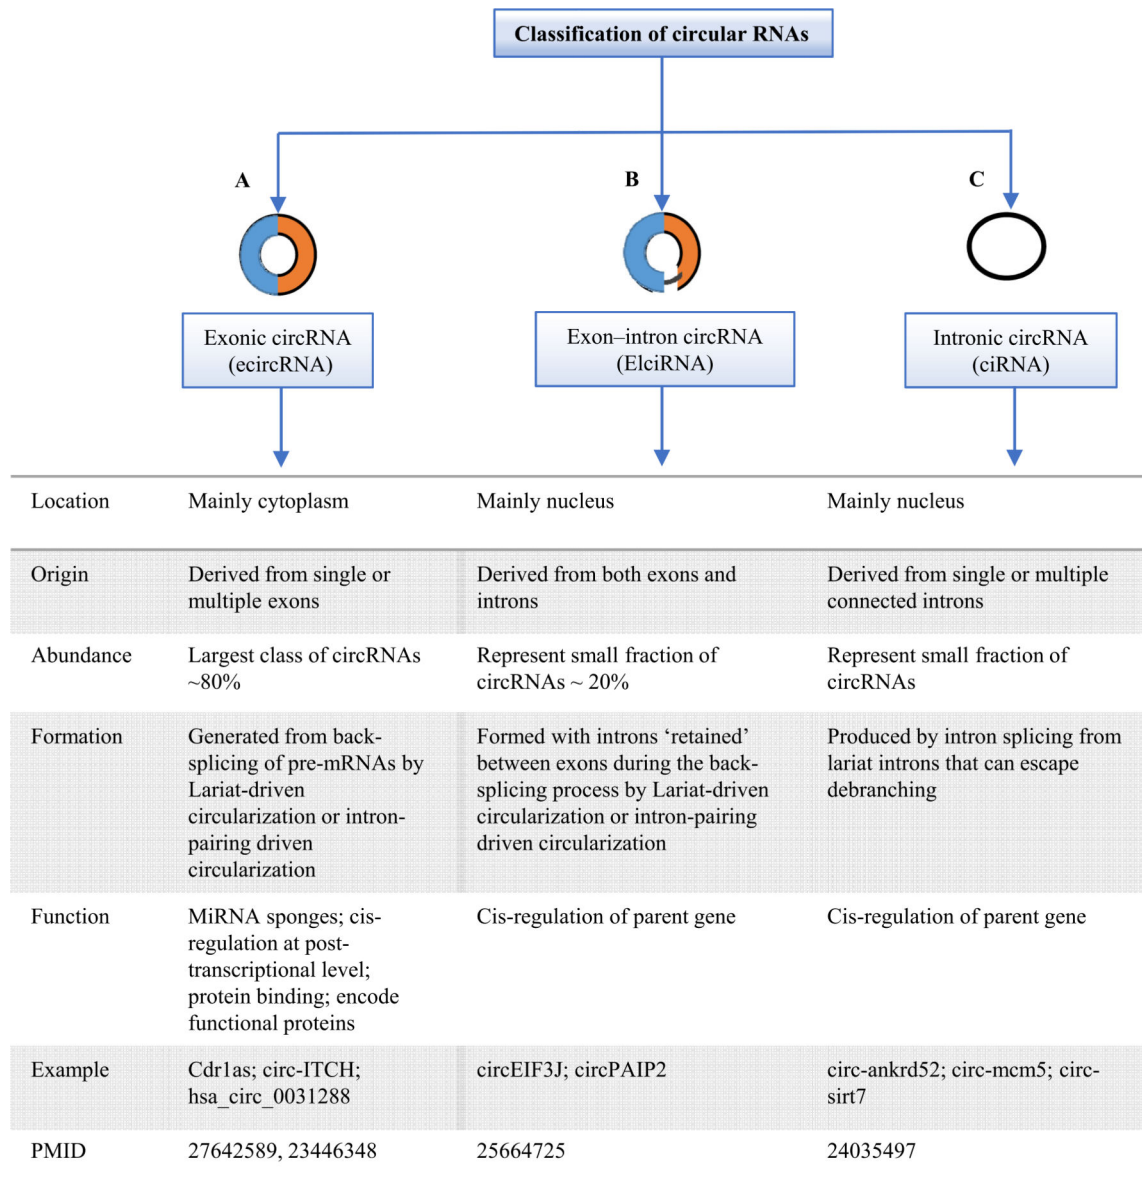 Classification of circular RNAs
A
B
C
Exonic circRNA
(ecircRNA)
Exon–intron circRNA
(ElciRNA)
Intronic circRNA
(ciRNA)
Location
Mainly cytoplasm
Mainly nucleus
Mainly nucleus
Origin
Derived from single or
multiple exons
Derived from both exons and
introns
Derived from single or multiple
connected introns
Abundance
Largest class of circRNAs
~80%
Represent small fraction of
circRNAs ~ 20%
Represent small fraction of
circRNAs
Formation
Generated from back-
splicing of pre-mRNAs by
Lariat-driven
circularization or intron-
pairing driven
circularization
Formed with introns ‘retained’
between exons during the back-
splicing process by Lariat-driven
circularization or intron-pairing
driven circularization
Produced by intron splicing from
lariat introns that can escape
debranching
Function
MiRNA sponges; cis-
regulation at post-
transcriptional level;
protein binding; encode
functional proteins
Cis-regulation of parent gene
Cis-regulation of parent gene
Example
Cdr1as; circ-ITCH;
hsa_circ_0031288
circEIF3J; circPAIP2
circ-ankrd52; circ-mcm5; circ-
sirt7
PMID
27642589, 23446348
25664725
24035497